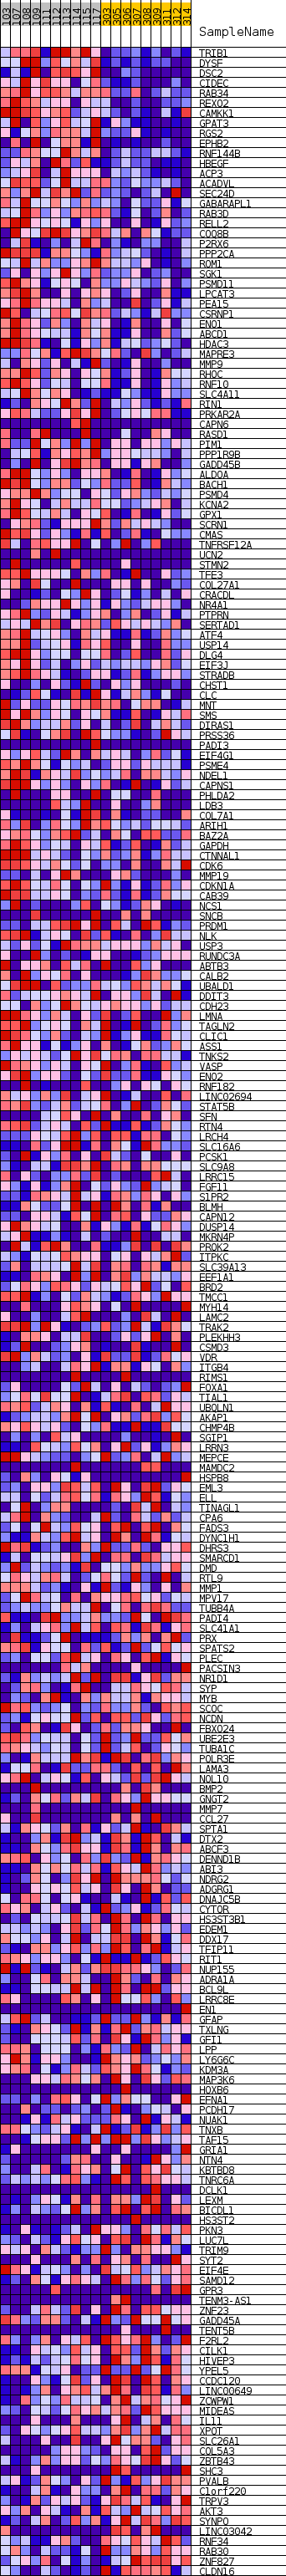 103 107 108 109 111 112 113 114 115 117 303 305 306 307 308 309 311 312 314
SampleName
TRIB1
DYSF
DSC2
CIDEC
RAB34
REXO2
CAMKK1
GPAT3
RGS2
EPHB2
RNF144B
HBEGF
ACP3
ACADVL
SEC24D
GABARAPL1
RAB3D
RELL2
COQ8B
P2RX6
PPP2CA
ROM1
SGK1
PSMD11
LPCAT3
PEA15
CSRNP1
ENO1
ABCD1
HDAC3
MAPRE3
MMP9
RHOC
RNF10
SLC4A11
RIN1
PRKAR2A
CAPN6
RASD1
PIM1
PPP1R9B
GADD45B
ALDOA
BACH1
PSMD4
KCNA2
GPX1
SCRN1
CMAS
TNFRSF12A
UCN2
STMN2
TFE3
COL27A1
CRACDL
NR4A1
PTPRN
SERTAD1
ATF4
USP14
DLG4
EIF3J
STRADB
CHST1
CLC
MNT
SMS
DIRAS1
PRSS36
PADI3
EIF4G1
PSME4
NDEL1
CAPNS1
PHLDA2
LDB3
COL7A1
ARIH1
BAZ2A
GAPDH
CTNNAL1
CDK6
MMP19
CDKN1A
CAB39
NCS1
SNCB
PRDM1
NLK
USP3
RUNDC3A
ABTB3
CALB2
UBALD1
DDIT3
CDH23
LMNA
TAGLN2
CLIC1
ASS1
TNKS2
VASP
ENO2
RNF182
LINC02694
STAT5B
SFN
RTN4
LRCH4
SLC16A6
PCSK1
SLC9A8
LRRC15
FGF11
S1PR2
BLMH
CAPN12
DUSP14
MKRN4P
PROK2
ITPKC
SLC39A13
EEF1A1
BRD2
TMCC1
MYH14
LAMC2
TRAK2
PLEKHH3
CSMD3
VDR
ITGB4
RIMS1
FOXA1
TIAL1
UBQLN1
AKAP1
CHMP4B
SGIP1
LRRN3
MEPCE
MAMDC2
HSPB8
EML3
ELL
TINAGL1
CPA6
FADS3
DYNC1H1
DHRS3
SMARCD1
DMD
RTL9
MMP1
MPV17
TUBB4A
PADI4
SLC41A1
PRX
SPATS2
PLEC
PACSIN3
NR1D1
SYP
MYB
SCOC
NCDN
FBXO24
UBE2E3
TUBA1C
POLR3E
LAMA3
NOL10
BMP2
GNGT2
MMP7
CCL27
SPTA1
DTX2
ABCF3
DENND1B
ABI3
NDRG2
ADGRG1
DNAJC5B
CYTOR
HS3ST3B1
EDEM1
DDX17
TFIP11
RIT1
NUP155
ADRA1A
BCL9L
LRRC8E
EN1
GFAP
TXLNG
GFI1
LPP
LY6G6C
KDM3A
MAP3K6
HOXB6
EFNA1
PCDH17
NUAK1
TNXB
TAF15
GRIA1
NTN4
KBTBD8
TNRC6A
DCLK1
LEXM
BICDL1
HS3ST2
PKN3
LUC7L
TRIM9
SYT2
EIF4E
SAMD12
GPR3
TENM3-AS1
ZNF23
GADD45A
TENT5B
F2RL2
CILK1
HIVEP3
YPEL5
CCDC120
LINC00649
ZCWPW1
MIDEAS
IL11
XPOT
SLC26A1
COL5A3
ZBTB43
SHC3
PVALB
C1orf220
TRPV3
AKT3
SYNPO
LINC03042
RNF34
RAB30
ZNF827
CLDN16